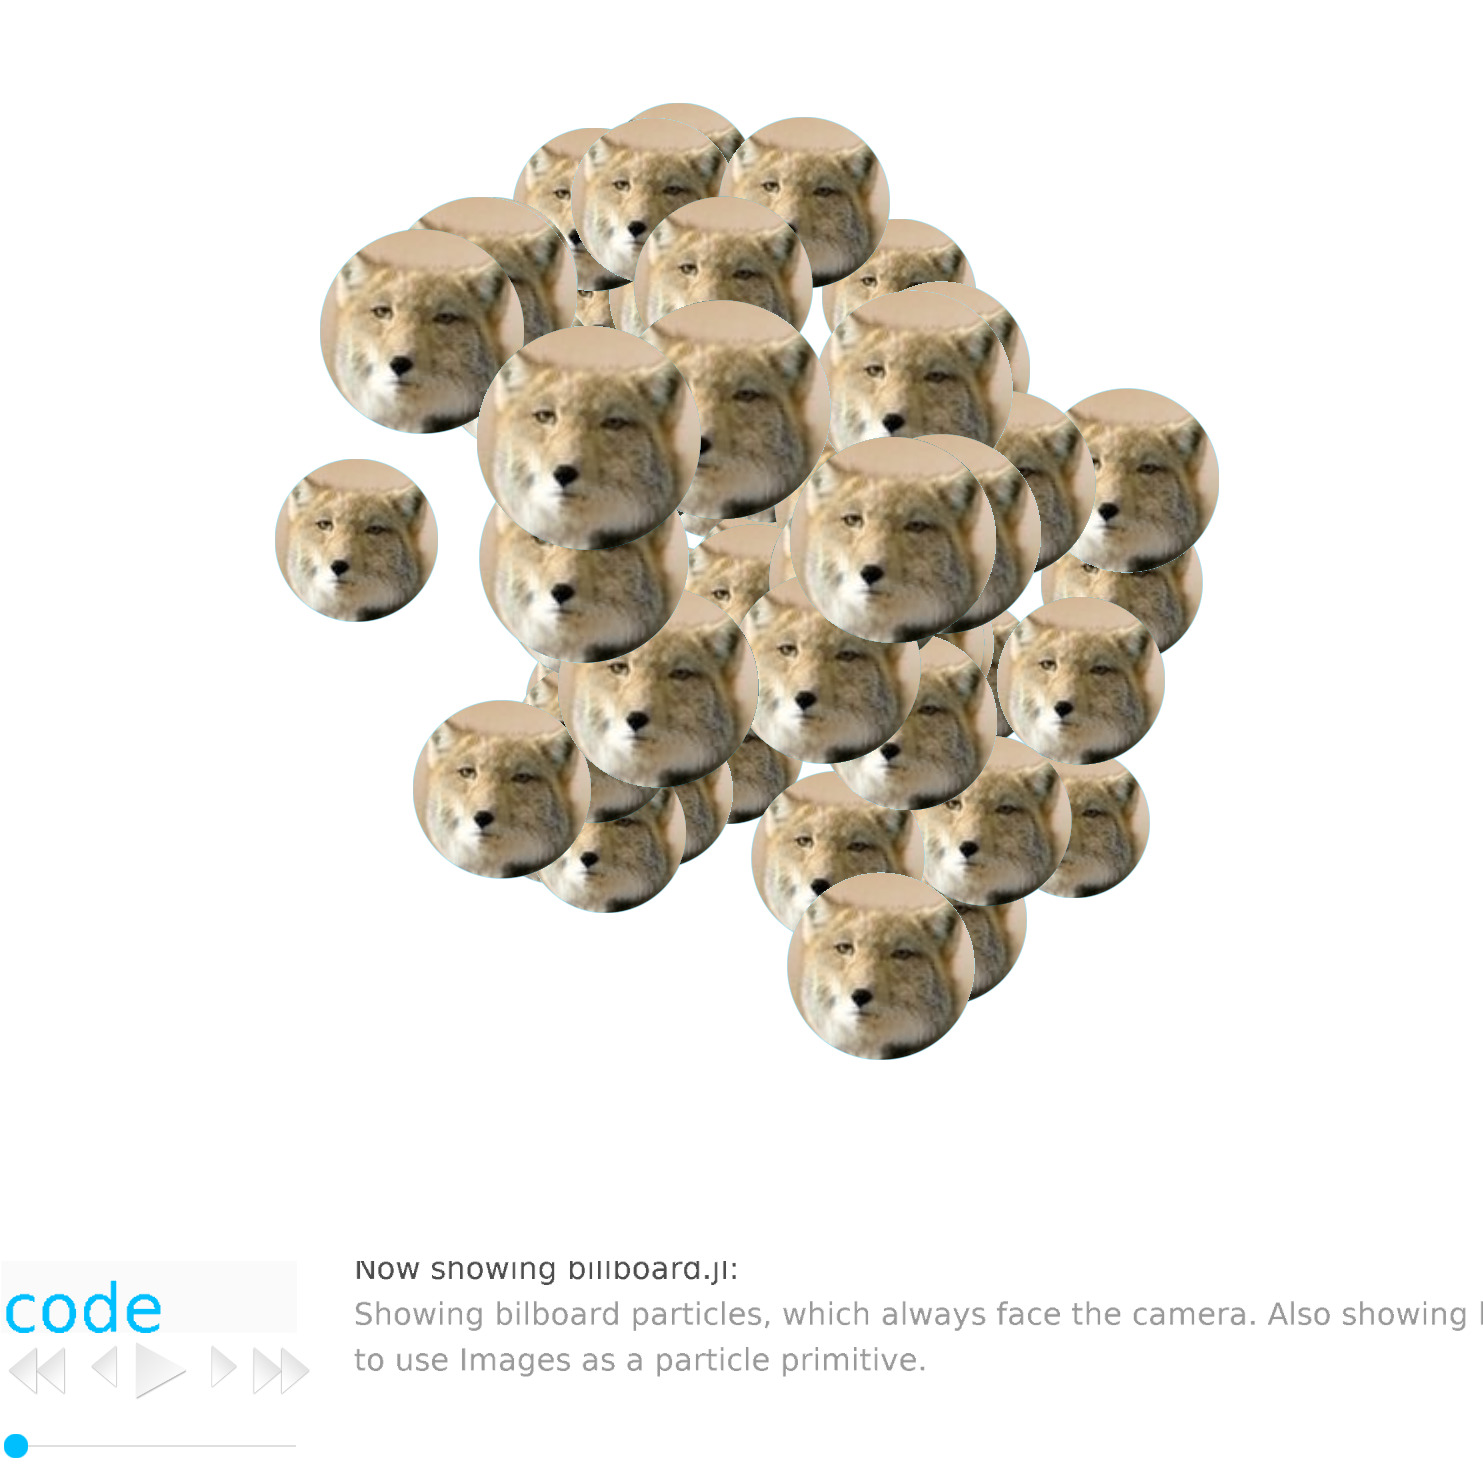 Now showing billboard.jl:
code
Showing bilboard particles, which always face the camera. Also showing
to use Images as a particle primitive.